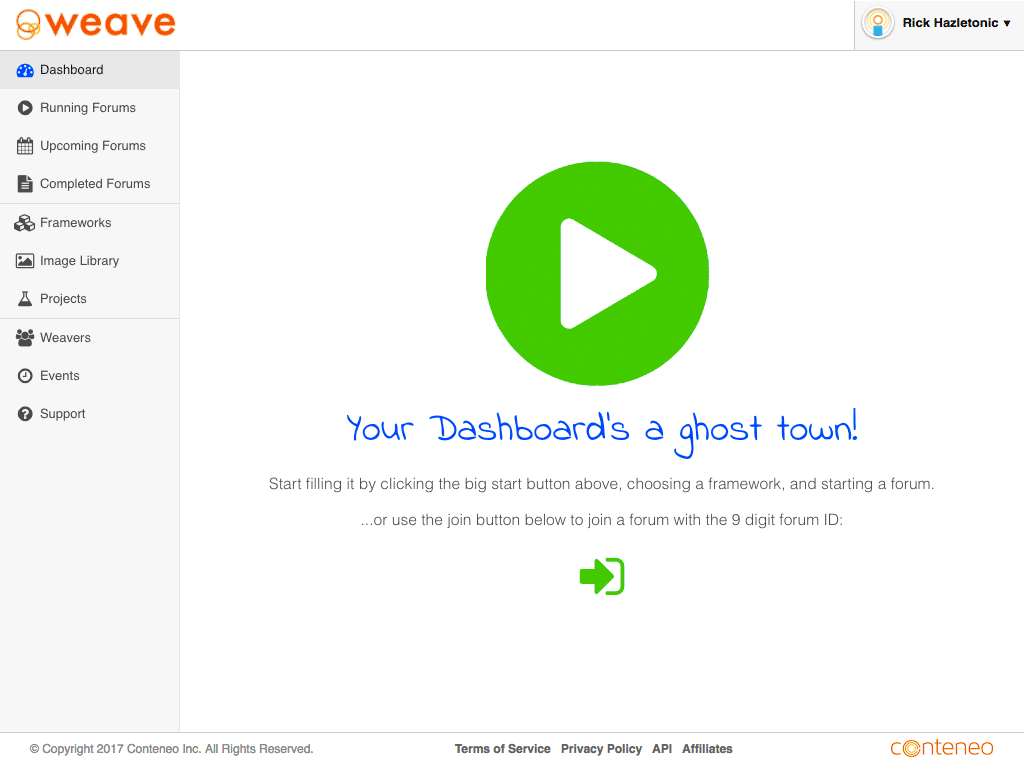 weave
Rick Hazletonic ▼
Dashboard
Running Forums
Upcoming Forums
Completed Forums
Frameworks
Image Library
Projects
Weavers
Events
Support
Your Dashboard's a ghost town!
Start filling it by clicking the big start button above, choosing a framework, and starting a forum.
...or use the join button below to join a forum with the 9 digit forum ID:
© Copyright 2017 Conteneo Inc. All Rights Reserved.
Terms of Service Privacy Policy API Affiliates
conteneo